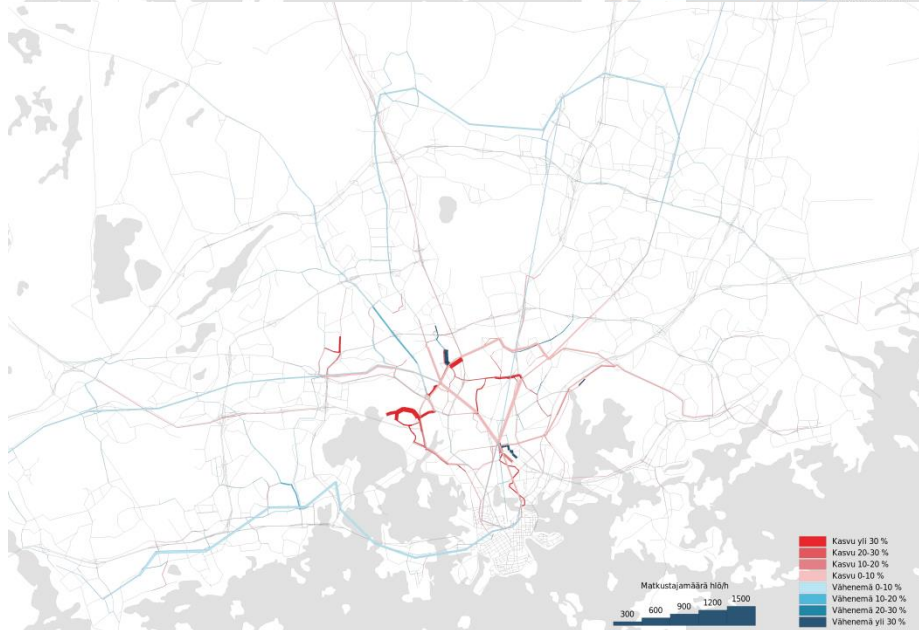 Matkustajamäärä hlö/h
300 600 900 1200 1500
Kasvu yli 30 %
Kasvu 20-30 %
Kasvu 10-20 %
Kasvu 0-10 %
Vähenemä 0-10 %
Vähenemä 10-20 %
Vähenemä 20-30 %
Vähenemä yli 30 %